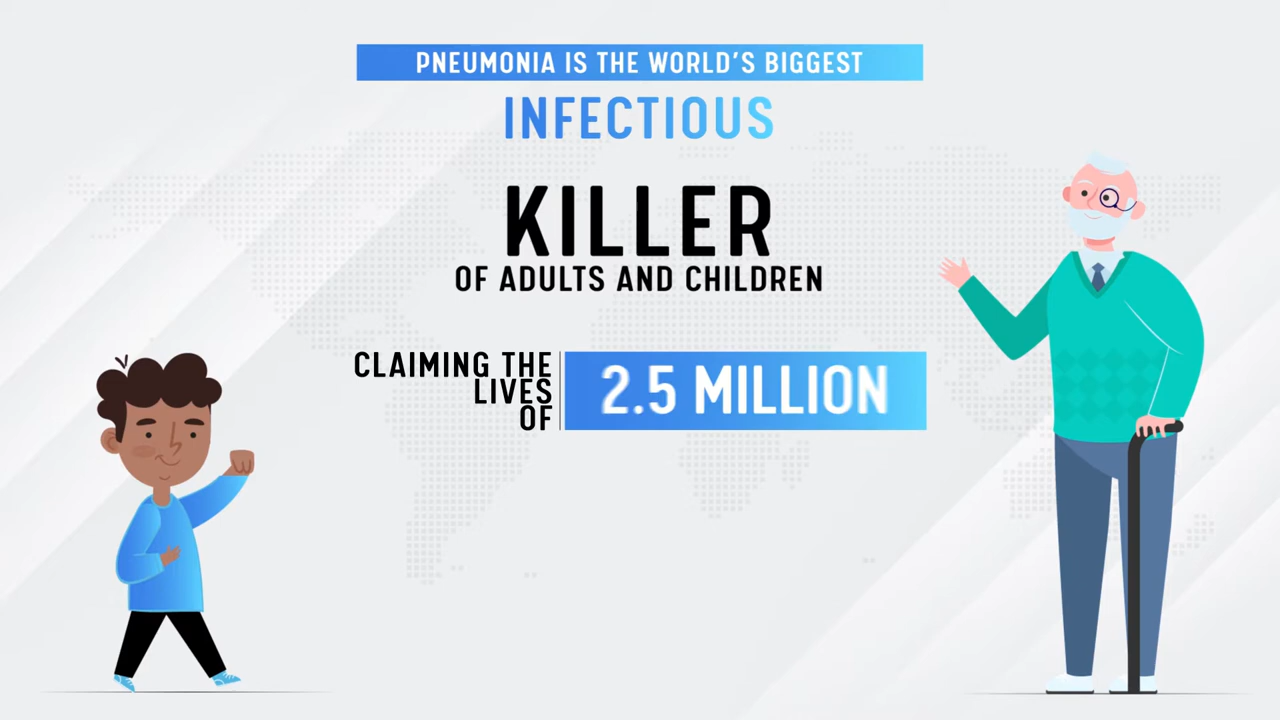 PNEUMONIA IS THE WORLD'S BIGGEST
INFECTIOUS
KILLER
OF ADULTS AND CHILDREN
CLAIMING THE
LIVES
OF
2.5 MILLION